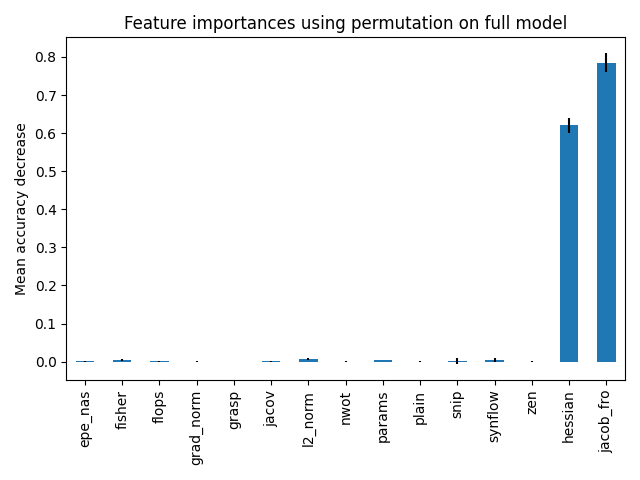 Feature importances using permutation on full model
Mean accuracy decrease
0.8
0.7
0.6
0.5
0.4
0.3
0.2
0.1
0.0
epe_nas
fisher
flops
grad_norm
grasp
jacov
l2_norm
nwot
params
plain
snip
synflow
zen
hessian
jacob_fro